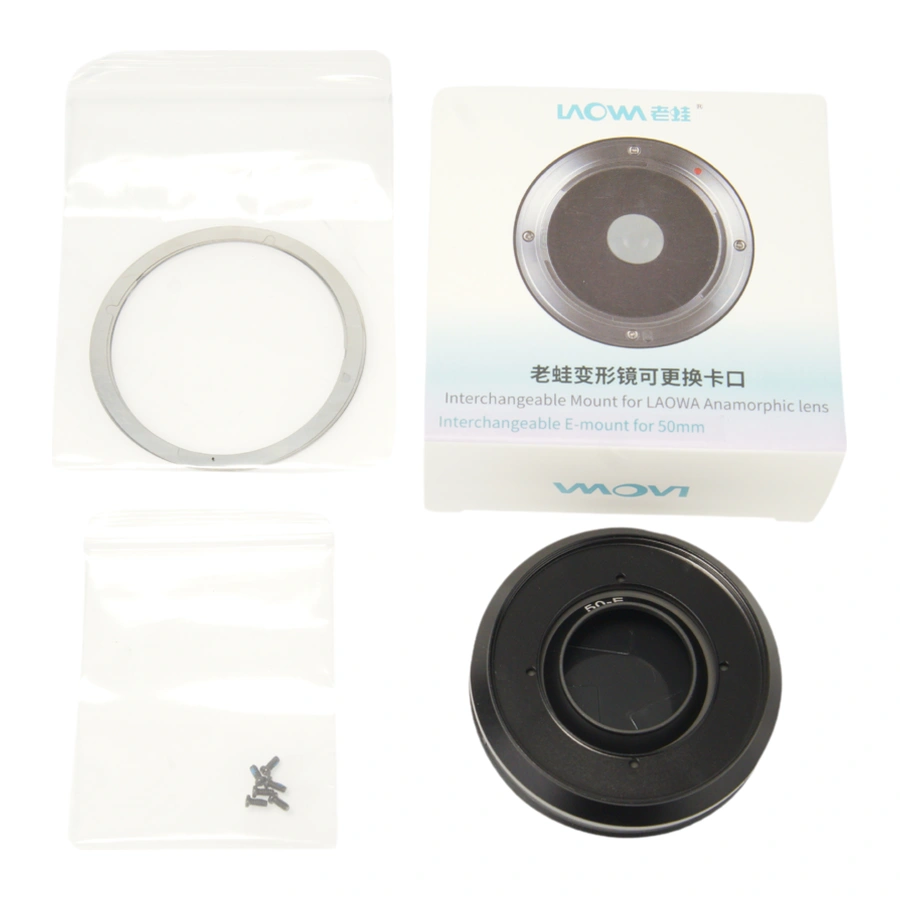 LAOWA 老蛙®
老蛙变形镜可更换卡口
Interchangeable Mount for LAOWA Anamorphic lens
Interchangeable E-mount for 50mm
LAOWA
50-E